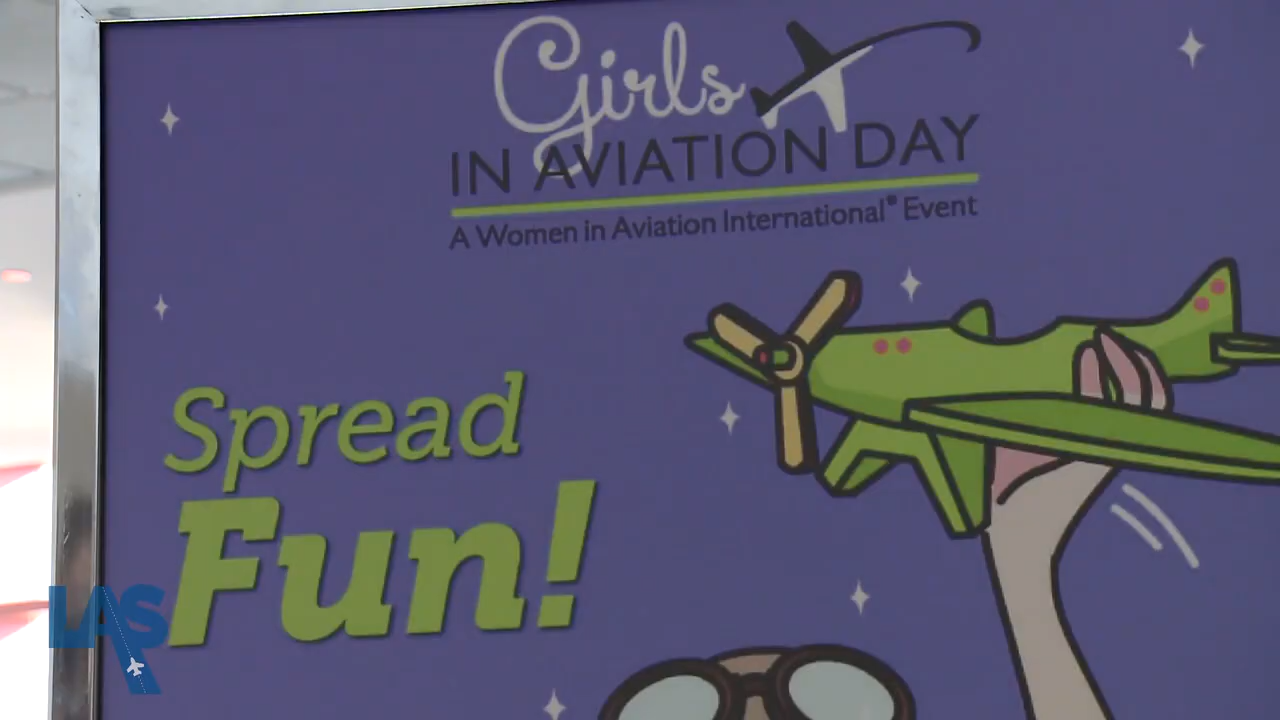 Girls
IN AVIATION DAY
A Women in Aviation International® Event
Spread
Fun!
LAS